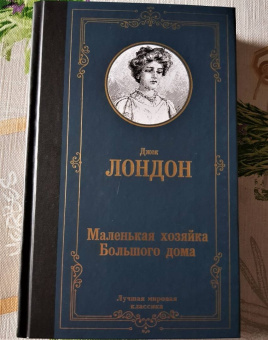 Джек
ЛОНДОН
Маленькая хозяйка
Большого дома
Лучшая мировая
классика